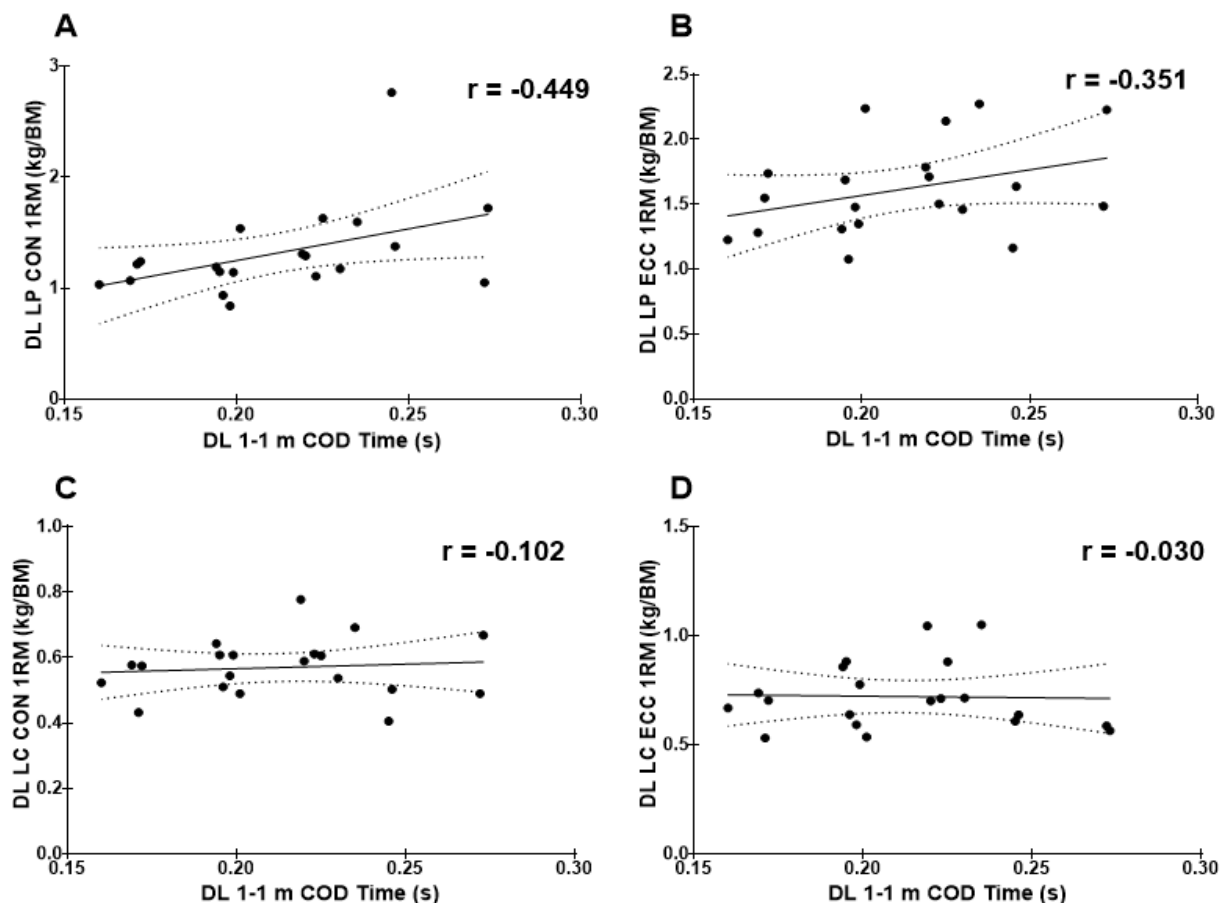 A
r = -0.449
DL LP CON 1RM (kg/BM)
3
2
1
0
0.15 0.20 0.25 0.30
DL 1-1 m COD Time (s)
B
r = -0.351
DL LP ECC 1RM (kg/BM)
2.5
2.0
1.5
1.0
0.5
0.0
0.15 0.20 0.25 0.30
DL 1-1 m COD Time (s)
C
r = -0.102
DL LC CON 1RM (kg/BM)
1.0
0.8
0.6
0.4
0.2
0.0
0.15 0.20 0.25 0.30
DL 1-1 m COD Time (s)
D
r = -0.030
DL LC ECC 1RM (kg/BM)
1.5
1.0
0.5
0.0
0.15 0.20 0.25 0.30
DL 1-1 m COD Time (s)